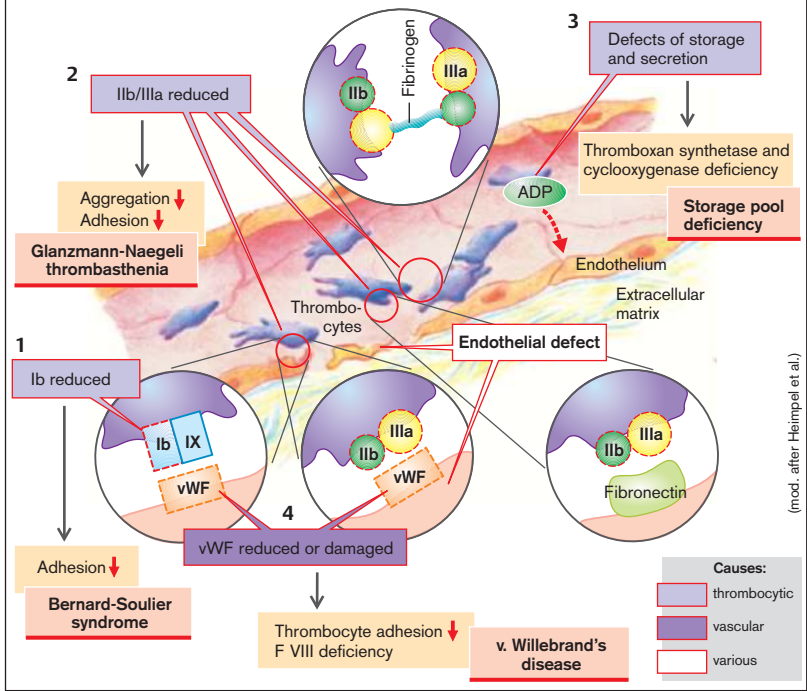 2
IIb/IIIa reduced
Aggregation
Adhesion
Glanzmann-Naegeli
thrombasthenia
Fibrinogen
IIb
IIIa
3
Defects of storage
and secretion
Thromboxan synthetase and
cyclooxygenase deficiency
Storage pool
deficiency
ADP
Endothelium
Extracellular
matrix
Thrombo-
cytes
Endothelial defect
1
Ib reduced
Ib
IX
vWF
IIb
IIIa
vWF
IIb
IIIa
Fibronectin
4
vWF reduced or damaged
Adhesion
Bernard-Soulier
syndrome
Thrombocyte adhesion
F VIII deficiency
v. Willebrand’s
disease
Causes:
thrombocytic
vascular
various
(mod. after Heimpel et al.)